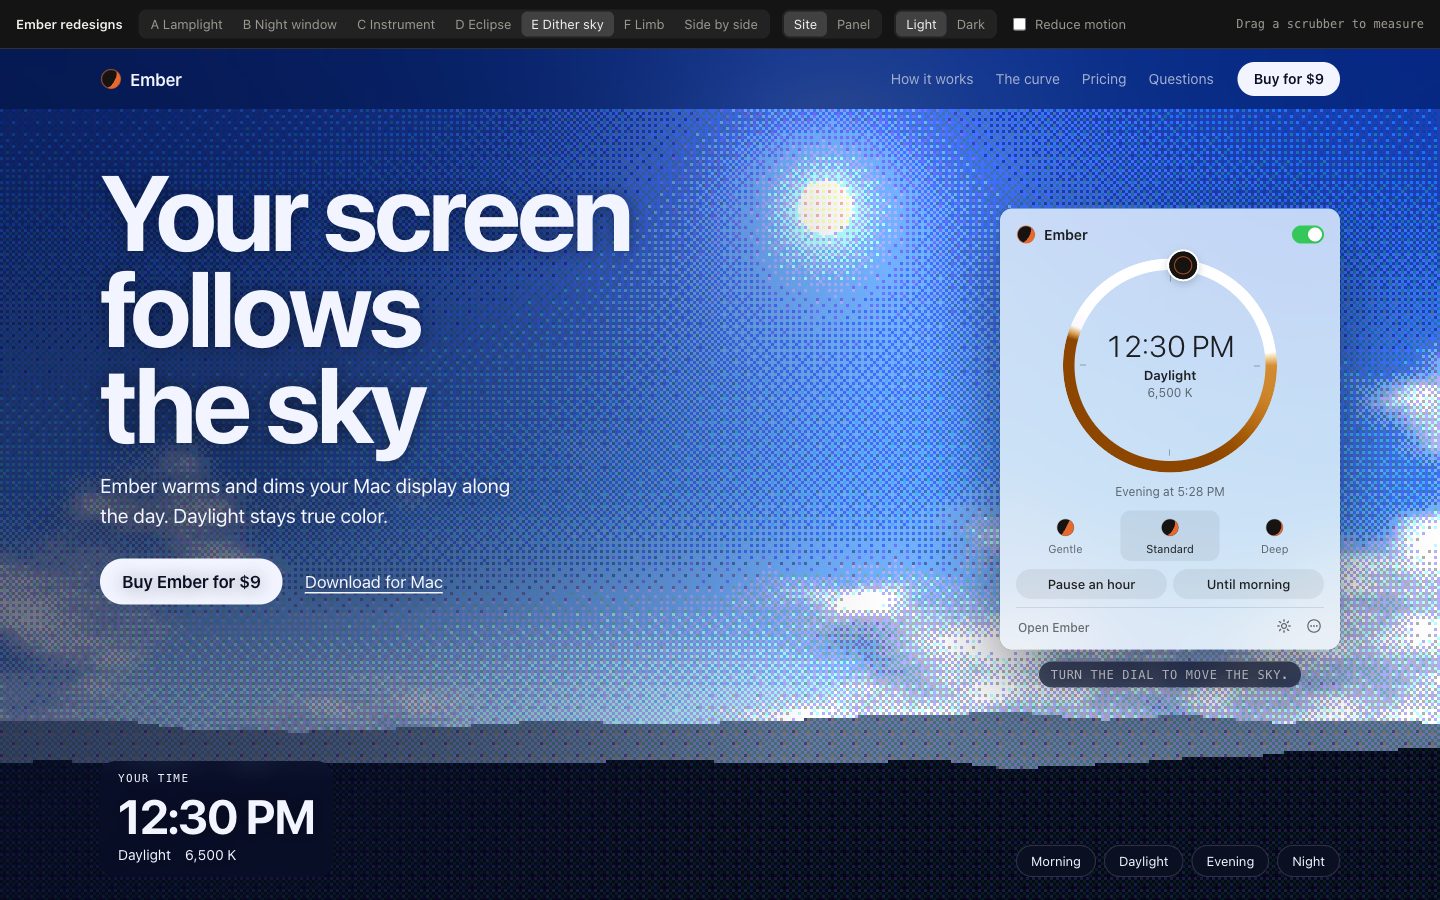 Ember redesigns A Lamplight B Night window C Instrument D Eclipse E Dither sky F Limb Side by side Site Panel Light Dark Reduce motion Drag a scrubber to measure
Ember How it works The curve Pricing Questions Buy for $9
Your screen
follows
the sky
Ember warms and dims your Mac display along
the day. Daylight stays true color.
Buy Ember for $9 Download for Mac
Ember
12:30 PM
Daylight
6,500 K
Evening at 5:28 PM
Gentle Standard Deep
Pause an hour Until morning
Open Ember
TURN THE DIAL TO MOVE THE SKY.
YOUR TIME
12:30 PM
Daylight 6,500 K
Morning Daylight Evening Night